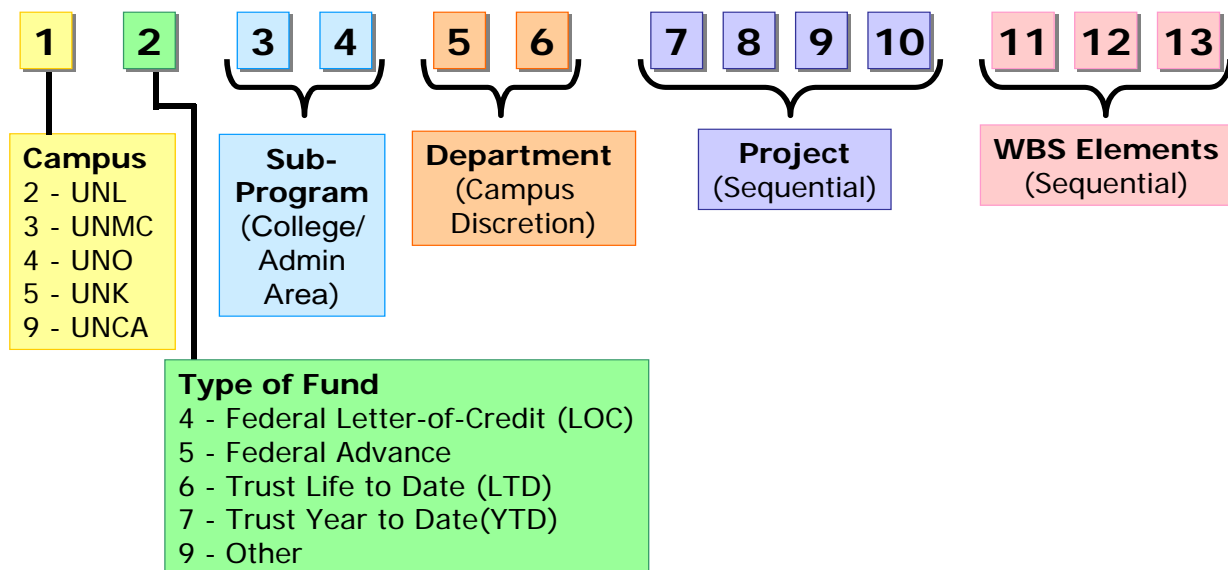 1 2 3 4 5 6 7 8 9 10 11 12 13
Campus
2 - UNL
3 - UNMC
4 - UNO
5 - UNK
9 - UNCA
Sub-
Program
(College/
Admin
Area)
Department
(Campus
Discretion)
Project
(Sequential)
WBS Elements
(Sequential)
Type of Fund
4 - Federal Letter-of-Credit (LOC)
5 - Federal Advance
6 - Trust Life to Date (LTD)
7 - Trust Year to Date(YTD)
9 - Other